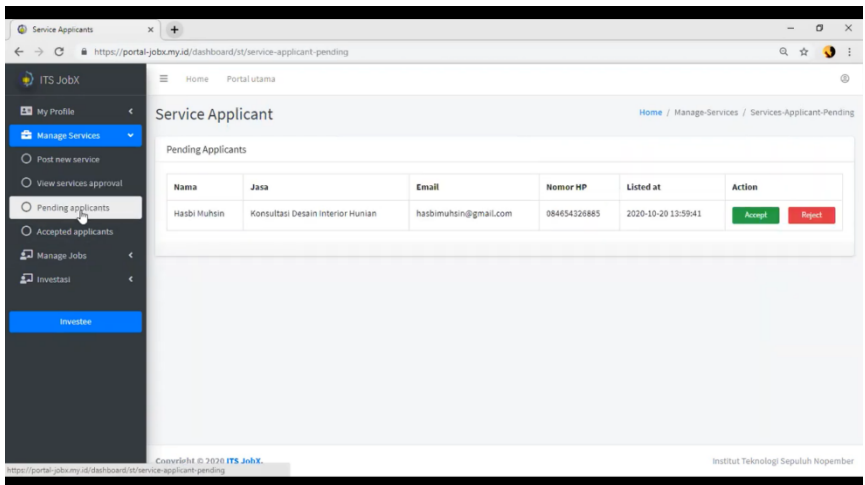 Service Applicants
https://portal-jobx.my.id/dashboard/st/service-applicant-pending
ITS JobX
Home Portal utama
My Profile
Manage Services
Post new service
View services approval
Pending applicants
Accepted applicants
Manage Jobs
Investasi
Investee
Service Applicant
Home / Manage-Services / Services-Applicant-Pending
Pending Applicants
Nama Jasa Email Nomor HP Listed at Action
Hasbi Muhsin Konsultasi Desain Interior Hunian hasbimuhsin@gmail.com 084654326885 2020-10-20 13:59:41 Accept Reject
Copyright © 2020 ITS JobX.
Institut Teknologi Sepuluh Nopember
https://portal-jobx.my.id/dashboard/st/service-applicant-pending